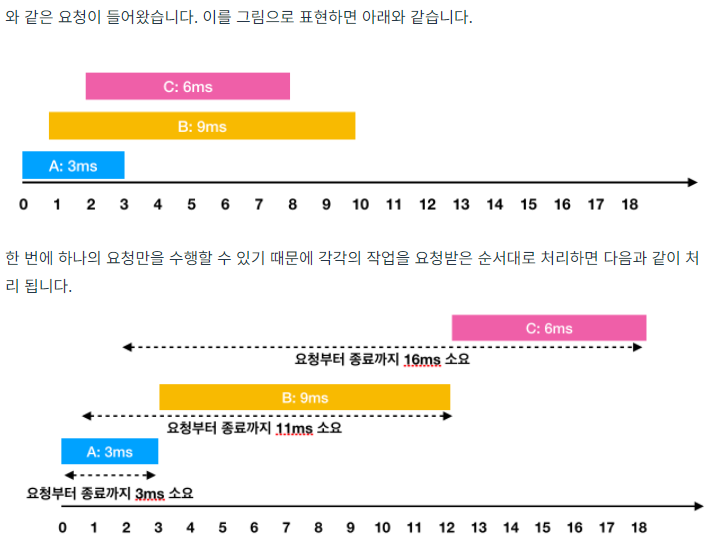 와 같은 요청이 들어왔습니다. 이를 그림으로 표현하면 아래와 같습니다.
C: 6ms
B: 9ms
A: 3ms
0 1 2 3 4 5 6 7 8 9 10 11 12 13 14 15 16 17 18
한 번에 하나의 요청만을 수행할 수 있기 때문에 각각의 작업을 요청받은 순서대로 처리하면 다음과 같이 처
리 됩니다.
C: 6ms
요청부터 종료까지 16ms 소요
B: 9ms
요청부터 종료까지 11ms 소요
A: 3ms
요청부터 종료까지 3ms 소요
0 1 2 3 4 5 6 7 8 9 10 11 12 13 14 15 16 17 18